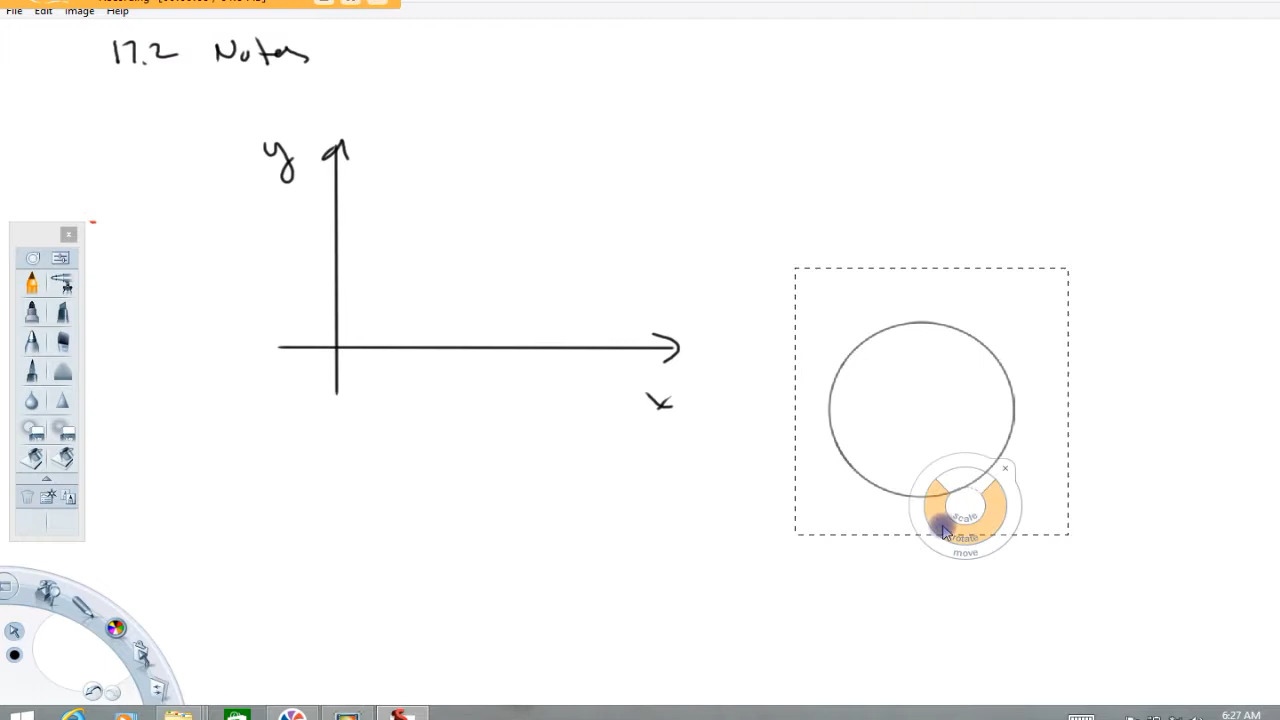 File Edit Image Help
17.2 Notes
y
x
scale
rotate
move
6:27 AM